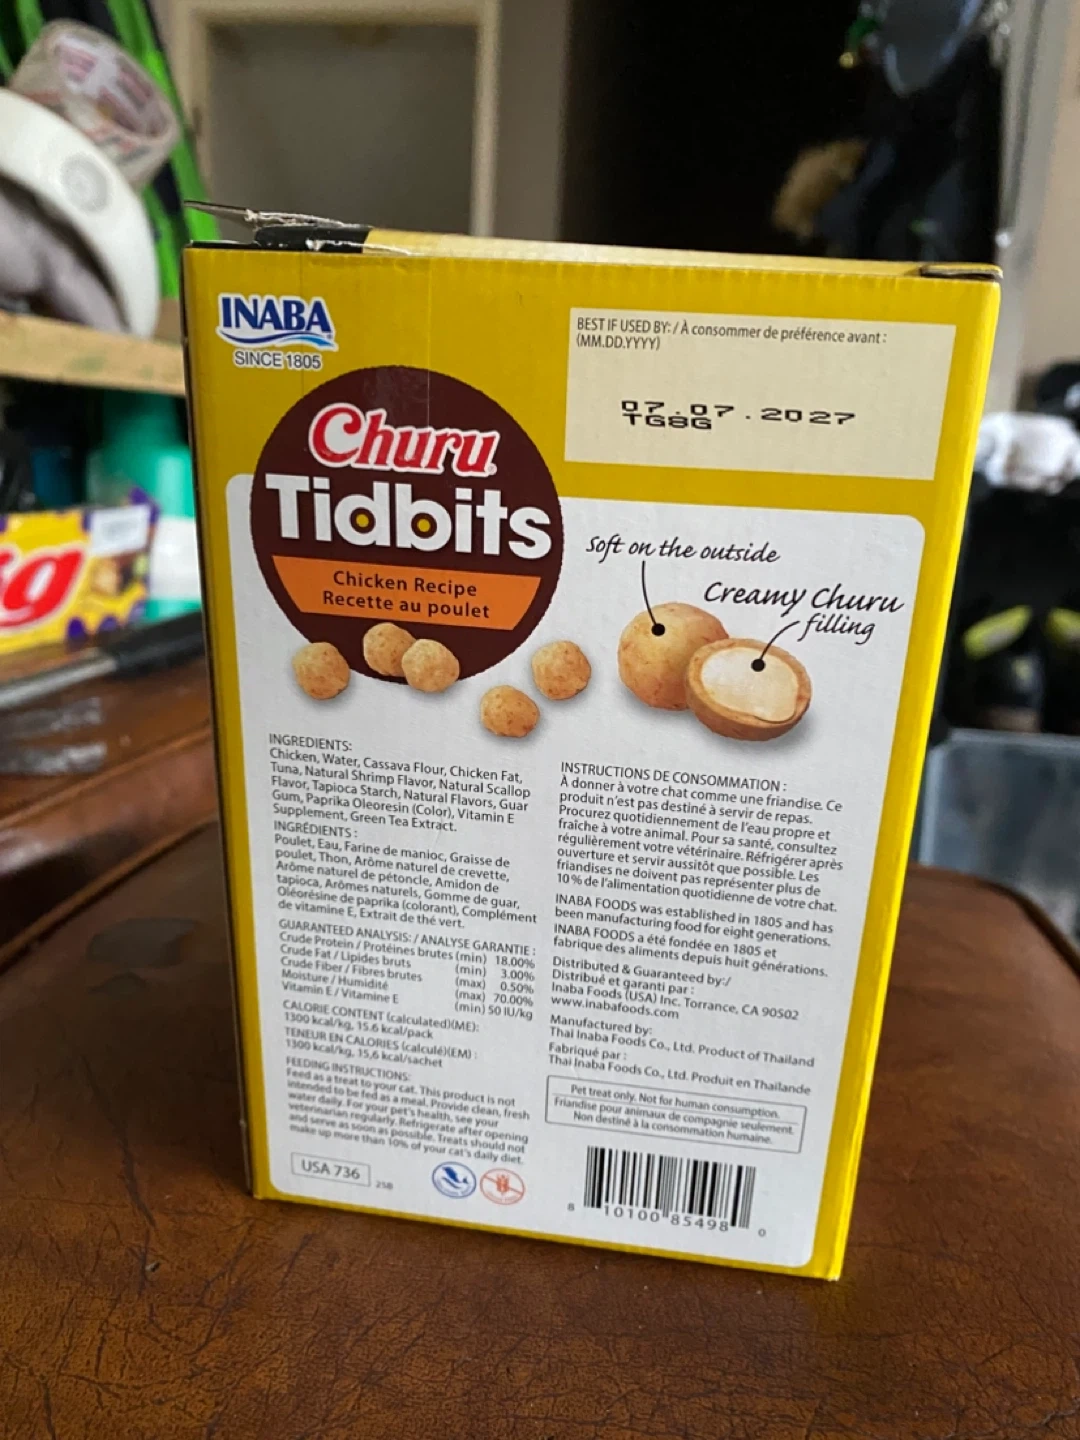 INABA
SINCE 1805
Churu
Tidbits
Chicken Recipe
Recette au poulet
BEST IF USED BY: / À consommer de préférence avant :
(MM.DD.YYYY)
07.07.2027
TG8G
Soft on the outside
Creamy Churu
filling
INGREDIENTS:
Chicken, Water, Cassava Flour, Chicken Fat,
Tuna, Natural Shrimp Flavor, Natural Scallop
Flavor, Tapioca Starch, Natural Flavors, Guar
Gum, Paprika Oleoresin (Color), Vitamin E
Supplement, Green Tea Extract.
INGRÉDIENTS :
Poulet, Eau, Farine de manioc, Graisse de
poulet, Thon, Arôme naturel de crevette,
Arôme naturel de pétoncle, Amidon de
tapioca, Arômes naturels, Gomme de guar,
Oléorésine de paprika (colorant), Complément
de vitamine E, Extrait de thé vert.
GUARANTEED ANALYSIS: / ANALYSE GARANTIE :
Crude Protein / Protéines brutes (min) 18.00%
Crude Fat / Lipides bruts (min) 3.00%
Crude Fiber / Fibres brutes (max) 0.50%
Moisture / Humidité (max) 70.00%
Vitamin E / Vitamine E (min) 50 IU/kg
CALORIE CONTENT (calculated)(ME):
1300 kcal/kg, 15.6 kcal/pack
TENEUR EN CALORIES (calculé)(EM) :
1300 kcal/kg, 15,6 kcal/sachet
FEEDING INSTRUCTIONS:
Feed as a treat to your cat. This product is not
intended to be fed as a meal. Provide clean, fresh
water daily. For your pet's health, see your
veterinarian regularly. Refrigerate after opening
and serve as soon as possible. Treats should not
make up more than 10% of your cat's daily diet.
USA 736
25B
INSTRUCTIONS DE CONSOMMATION :
À donner à votre chat comme une friandise. Ce
produit n'est pas destiné à servir de repas.
Procurez quotidiennement de l'eau propre et
fraîche à votre animal. Pour sa santé, consultez
régulièrement votre vétérinaire. Réfrigérer après
ouverture et servir aussitôt que possible. Les
friandises ne doivent pas représenter plus de
10 % de l'alimentation quotidienne de votre chat.
INABA FOODS was established in 1805 and has
been manufacturing food for eight generations.
INABA FOODS a été fondée en 1805 et
fabrique des aliments depuis huit générations.
Distributed & Guaranteed by:/
Distribué et garanti par :
Inaba Foods (USA) Inc. Torrance, CA 90502
www.inabafoods.com
Manufactured by:
Thai Inaba Foods Co., Ltd. Product of Thailand
Fabriqué par :
Thai Inaba Foods Co., Ltd. Produit en Thaïlande
Pet treat only. Not for human consumption.
Friandise pour animaux de compagnie seulement.
Non destiné à la consommation humaine.
8 10100 85498 0